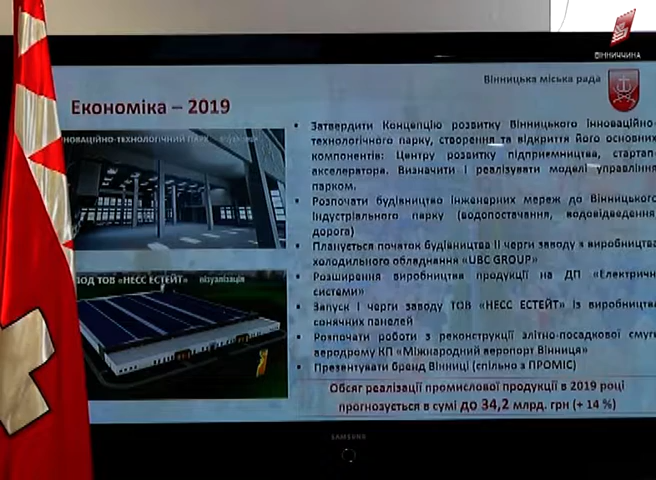 ВІННИЧЧИНА
Вінницька міська рада
Економіка – 2019
НОВАЦІЙНО-ТЕХНОЛОГІЧНИЙ ПАРК
ОД ТОВ «НЕСС ЕСТЕЙТ» візуалізація
• Затвердити Концепцію розвитку Вінницького інноваційно-
технологічного парку, створення та відкриття його основних
компонентів: Центру розвитку підприємництва, стартап-
акселератора. Визначити і реалізувати моделі управління
парком.
• Розпочати будівництво інженерних мереж до Вінницького
Індустріального парку (водопостачання, водовідведення,
дорога)
• Планується початок будівництва ІІ черги заводу з виробництва
холодильного обладнання «UBC GROUP»
• Розширення виробництва продукції на ДП «Електричні
системи»
• Запуск І черги заводу ТОВ «НЕСС ЕСТЕЙТ» із виробництва
сонячних панелей
• Розпочати роботи з реконструкції злітно-посадкової смуги
аеродрому КП «Міжнародний аеропорт Вінниця»
• Презентувати бренд Вінниці (спільно з ПРОМІС)
Обсяг реалізації промислової продукції в 2019 році
прогнозується в сумі до 34,2 млрд. грн (+ 14 %)
SAMSUNG